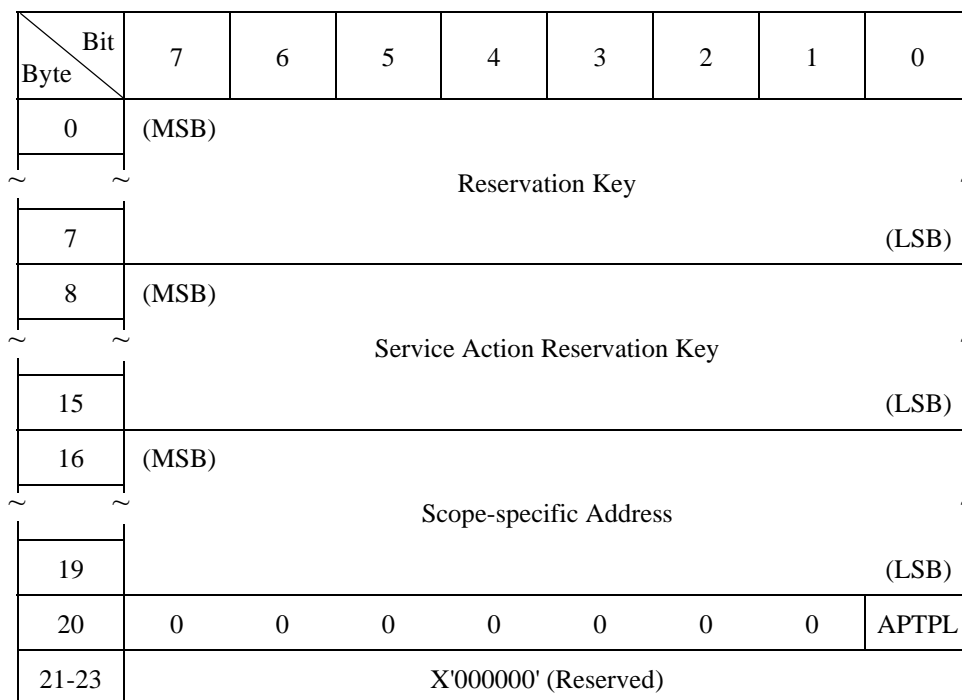 Bit
Byte 7 6 5 4 3 2 1 0
0 (MSB)
~ ~ Reservation Key
7 (LSB)
8 (MSB)
~ ~ Service Action Reservation Key
15 (LSB)
16 (MSB)
~ ~ Scope-specific Address
19 (LSB)
20 0 0 0 0 0 0 0 APTPL
21-23 X'000000' (Reserved)